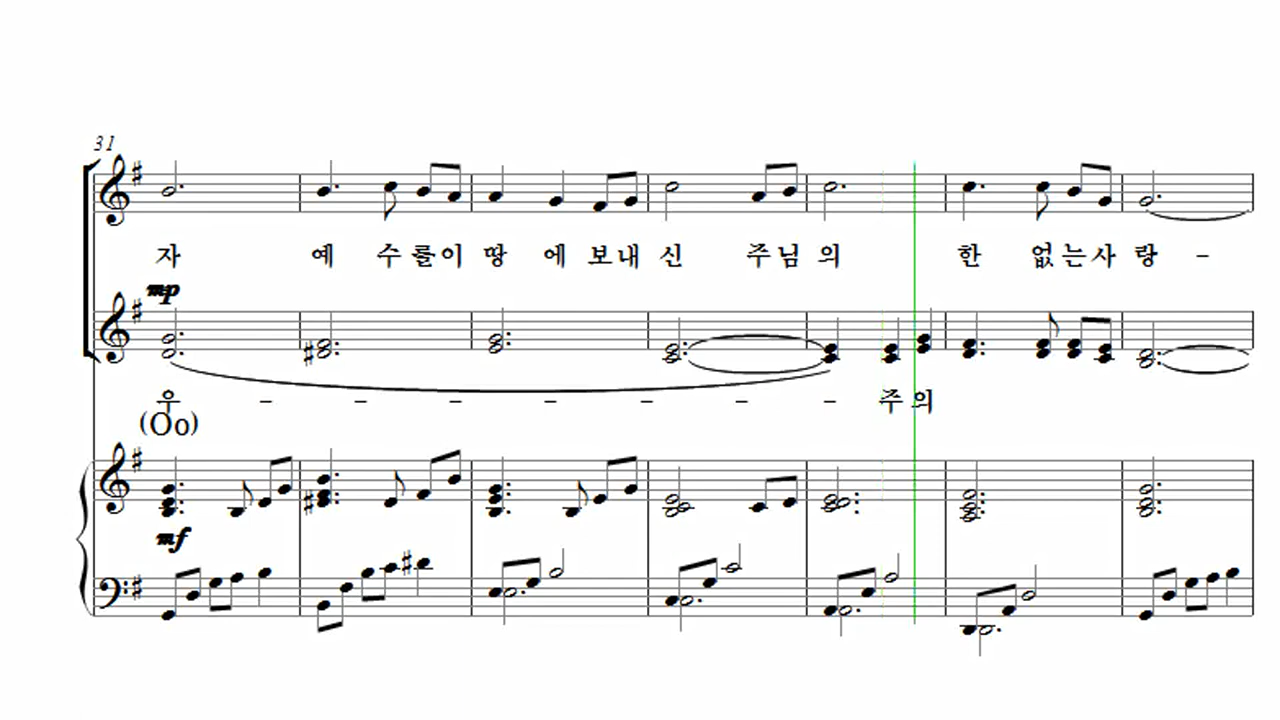 31
자 예 수를이 땅 에 보내 신 주님 의 한 없는사 랑 -
mp
우 - - - - - - - 주의
(Oo)
mf